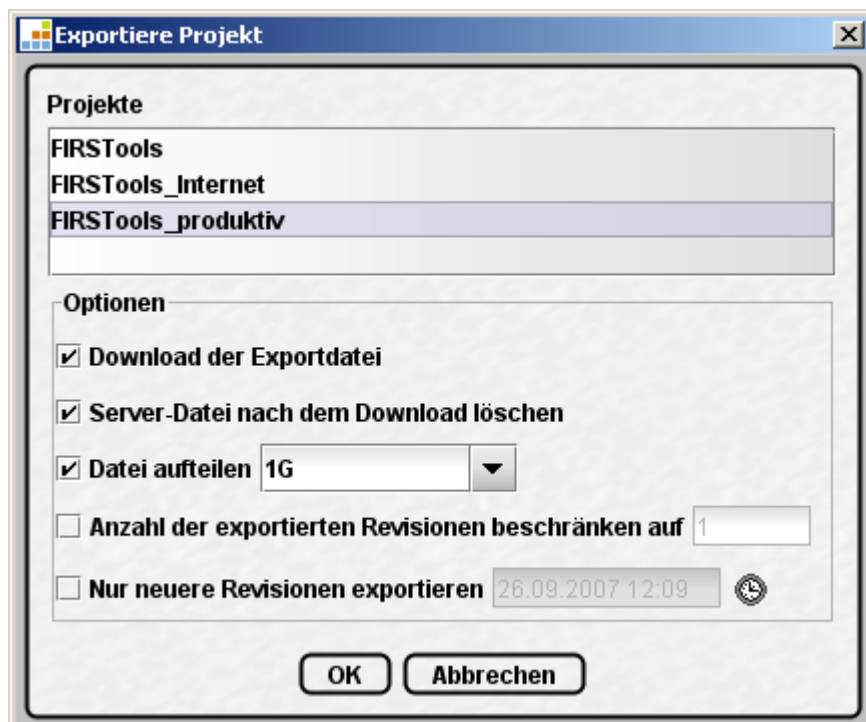 Exportiere Projekt
Projekte
FIRSTools
FIRSTools_Internet
FIRSTools_produktiv
Optionen
Download der Exportdatei
Server-Datei nach dem Download löschen
Datei aufteilen 1G
Anzahl der exportierten Revisionen beschränken auf 1
Nur neuere Revisionen exportieren 26.09.2007 12:09
OK Abbrechen